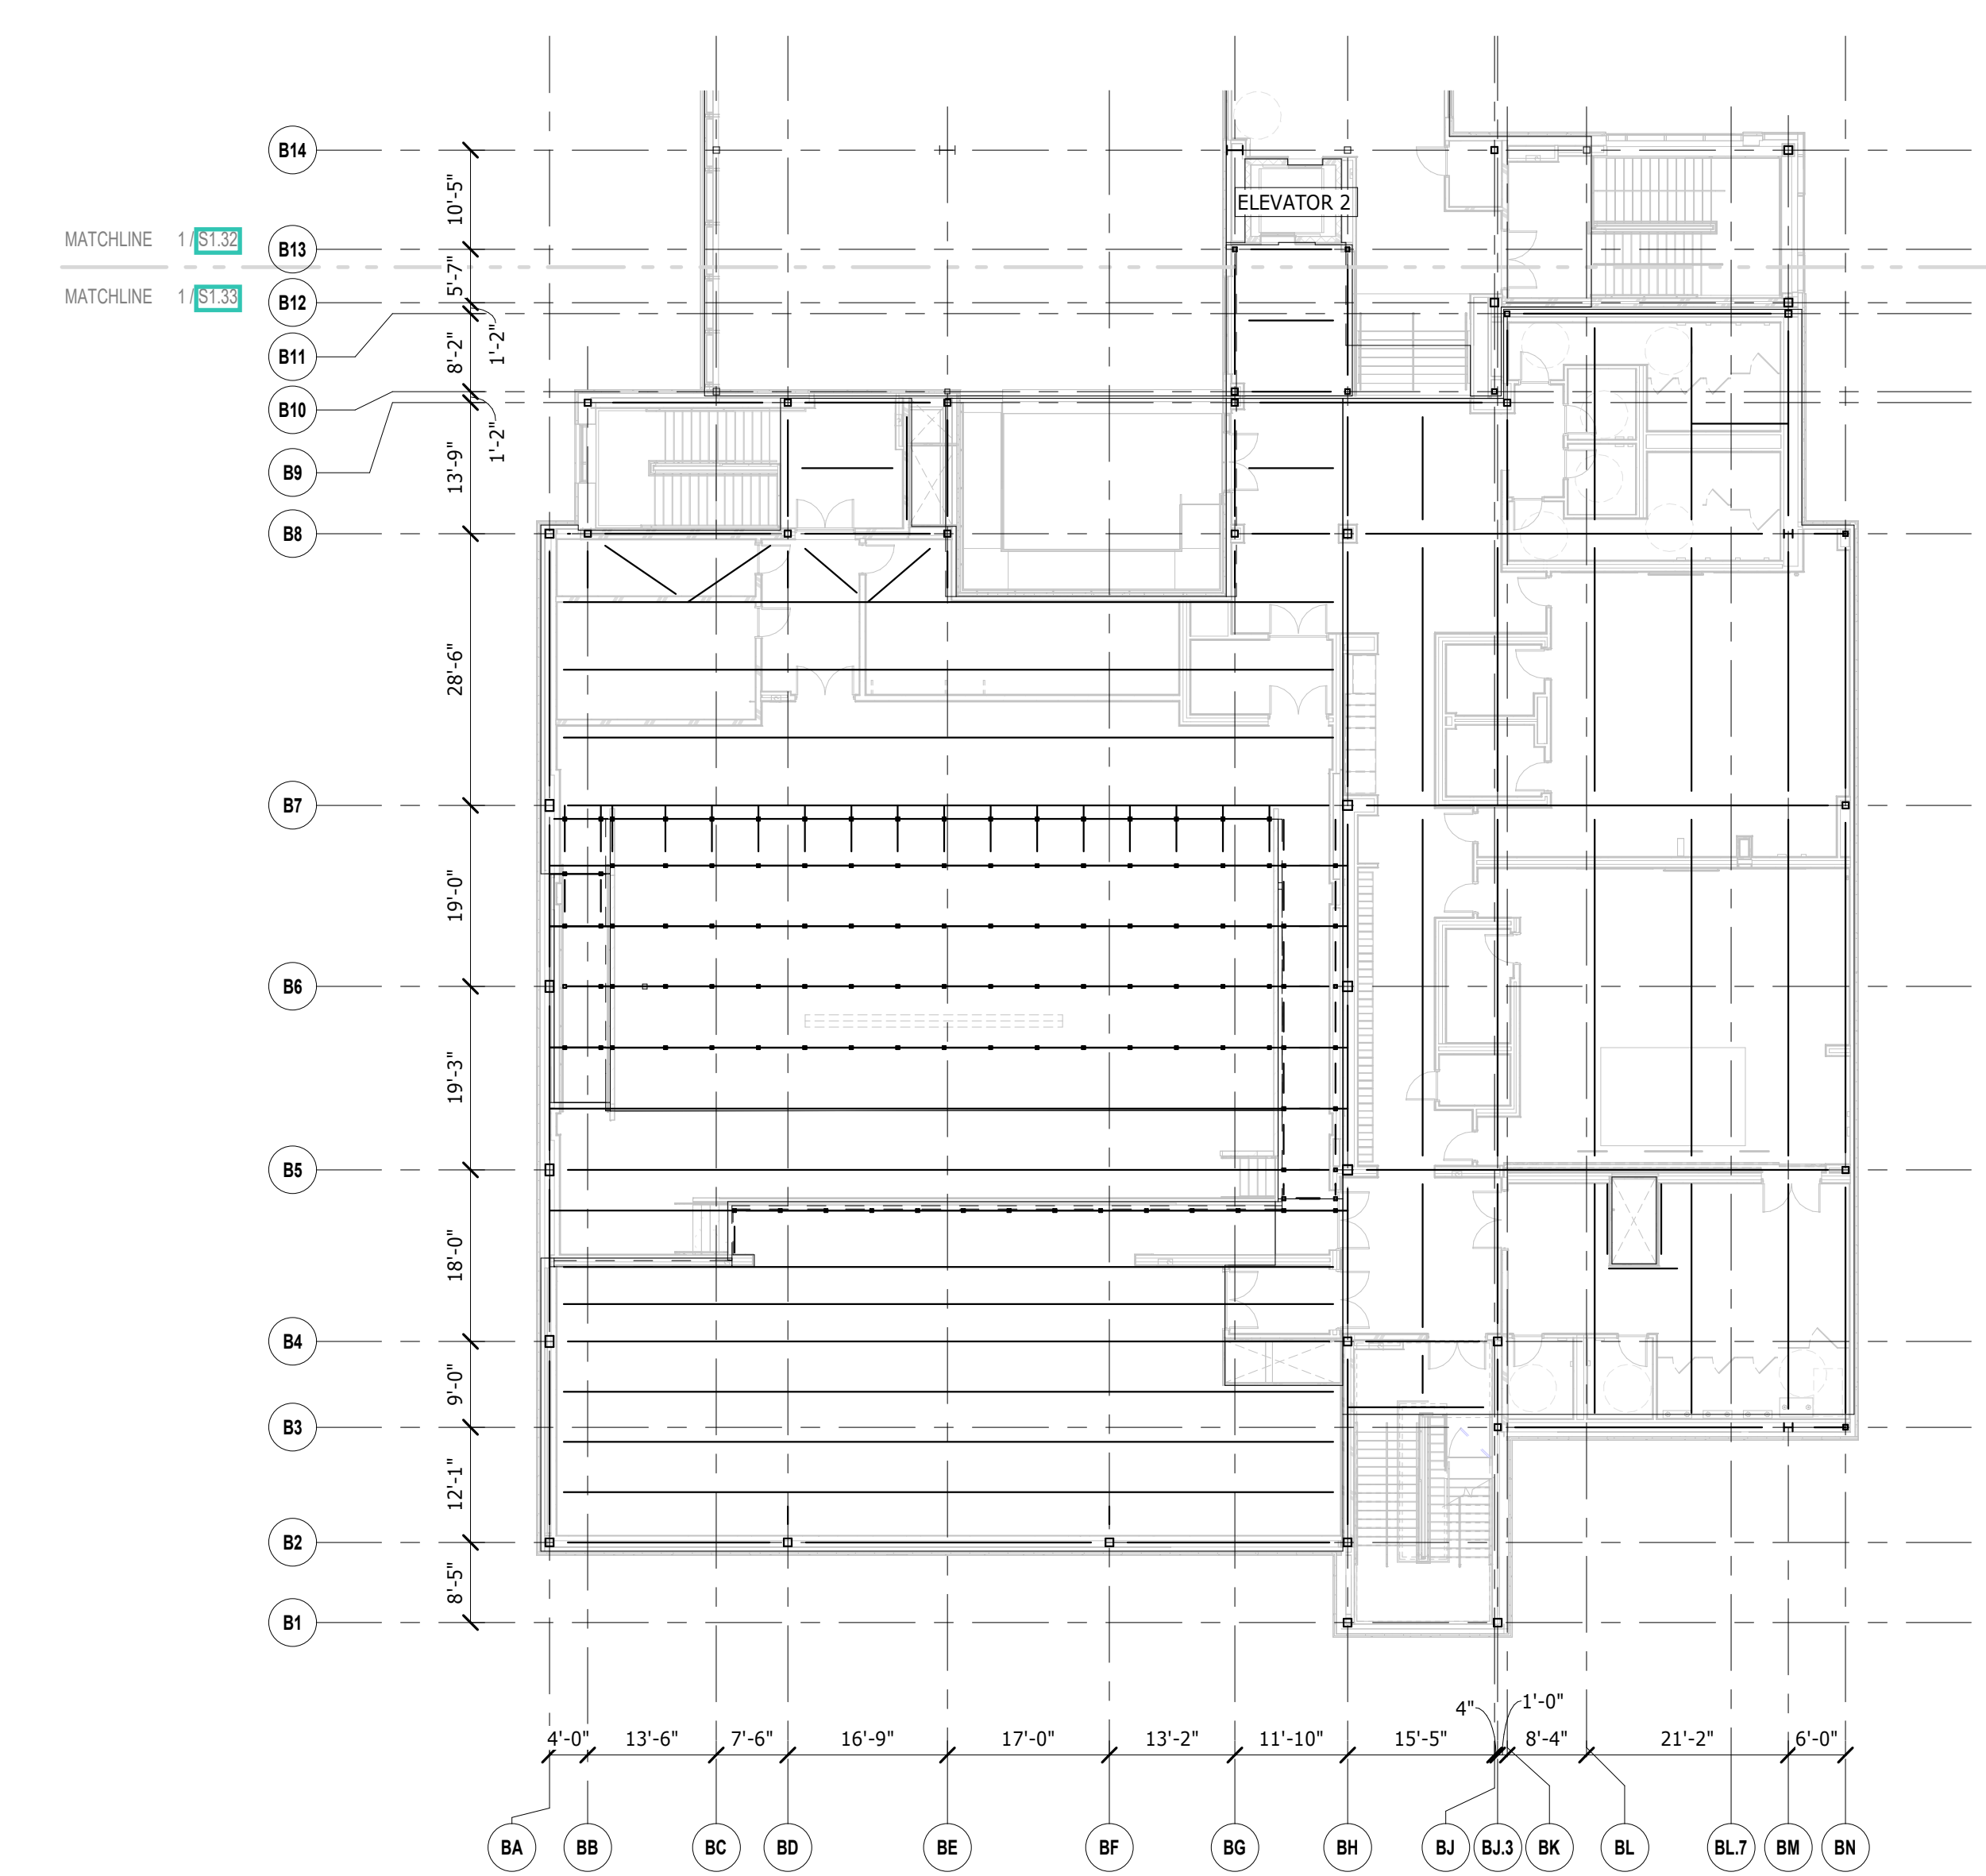 B14
10'-5"
ELEVATOR 2
MATCHLINE 1 / S1.32
B13
5'-7"
MATCHLINE 1 / S1.33
B12
1'-2"
B11
8'-2"
B10
1'-2"
B9
13'-9"
B8
28'-6"
B7
19'-0"
B6
19'-3"
B5
18'-0"
B4
9'-0"
B3
12'-1"
B2
8'-5"
B1
4" 1'-0"
4'-0" 13'-6" 7'-6" 16'-9" 17'-0" 13'-2" 11'-10" 15'-5" 8'-4" 21'-2" 6'-0"
BA BB BC BD BE BF BG BH BJ BJ.3 BK BL BL.7 BM BN